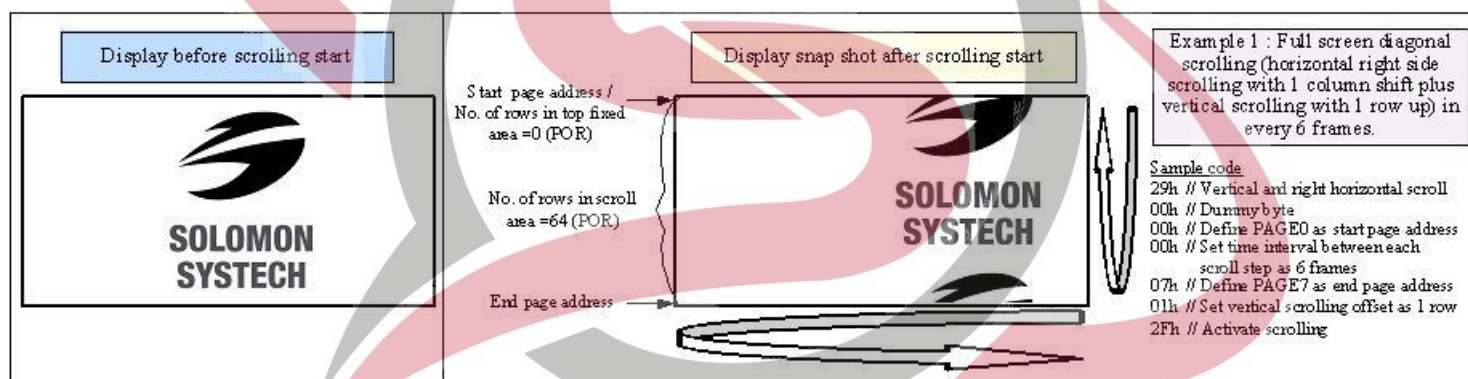 Display before scrolling start
SOLOMON
SYSTECH
Display snap shot after scrolling start
Start page address /
No. of rows in top fixed
area =0 (POR)
No. of rows in scroll
area =64 (POR)
End page address
SOLOMON
SYSTECH
Example 1 : Full screen diagonal
scrolling (horizontal right side
scrolling with 1 column shift plus
vertical scrolling with 1 row up) in
every 6 frames.
Sample code
29h // Vertical and right horizontal scroll
00h // Dummy byte
00h // Define PAGE0 as start page address
00h // Set time interval between each
scroll step as 6 frames
07h // Define PAGE7 as end page address
01h // Set vertical scrolling offset as 1 row
2Fh // Activate scrolling